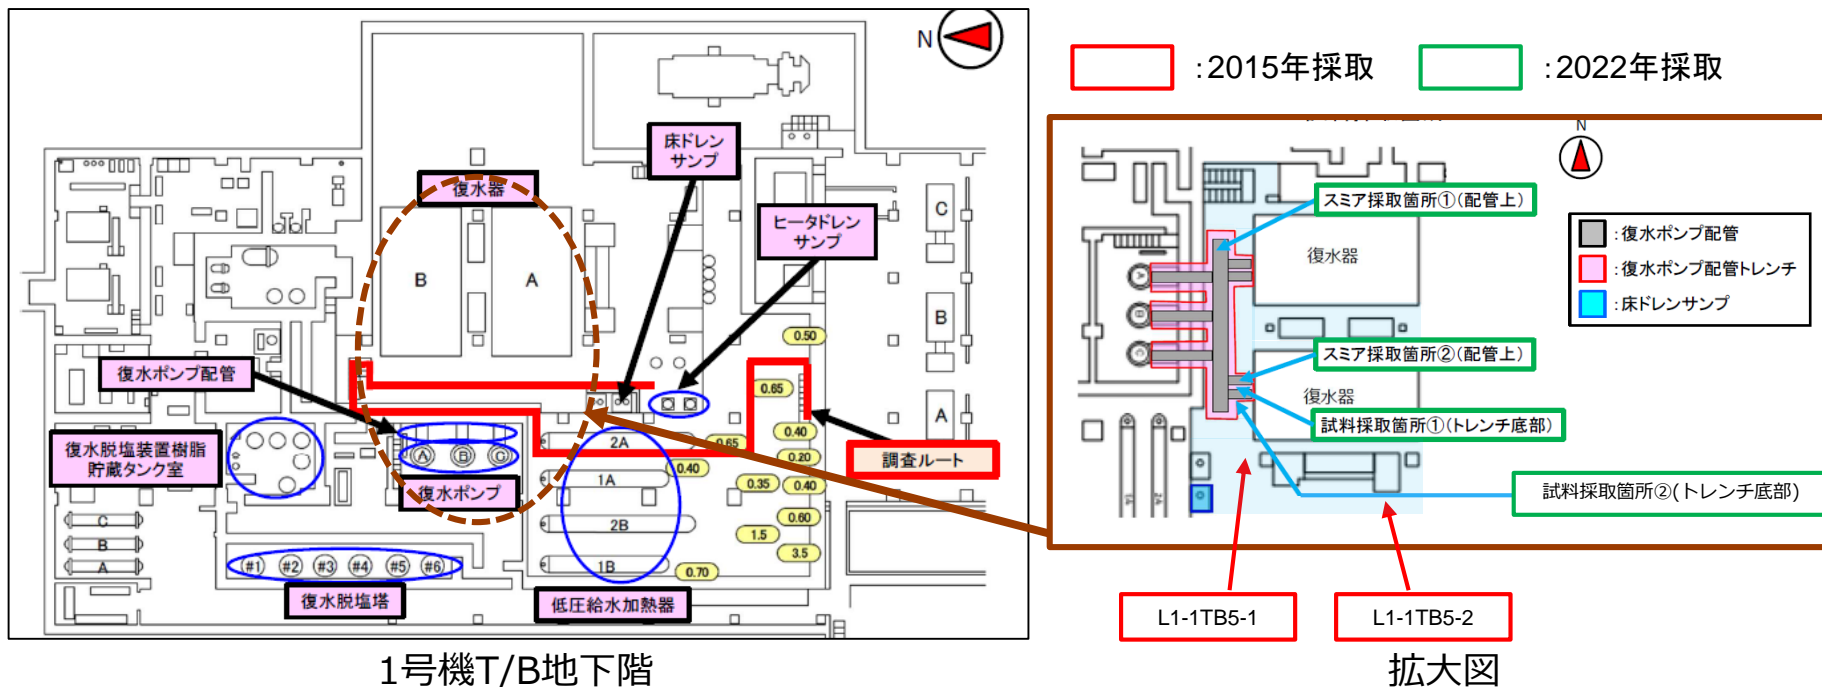 N
床ドレン
サンプ
復水器
ヒータドレン
サンプ
B
A
C
B
A
0.50
0.65
0.40
0.65
0.20
0.40
0.35
0.40
0.60
1.5
3.5
0.70
復水ポンプ配管
復水脱塩装置樹脂
貯蔵タンク室
A
B
C
復水ポンプ
2A
1A
2B
1B
調査ルート
C
B
A
#1
#2
#3
#4
#5
#6
復水脱塩塔
低圧給水加熱器
1号機T/B地下階
:2015年採取
:2022年採取
N
スミア採取箇所①(配管上)
復水器
A
B
C
スミア採取箇所②(配管上)
復水器
試料採取箇所①(トレンチ底部)
試料採取箇所②(トレンチ底部)
1A
2A
:復水ポンプ配管
:復水ポンプ配管トレンチ
:床ドレンサンプ
L1-1TB5-1
L1-1TB5-2
拡大図